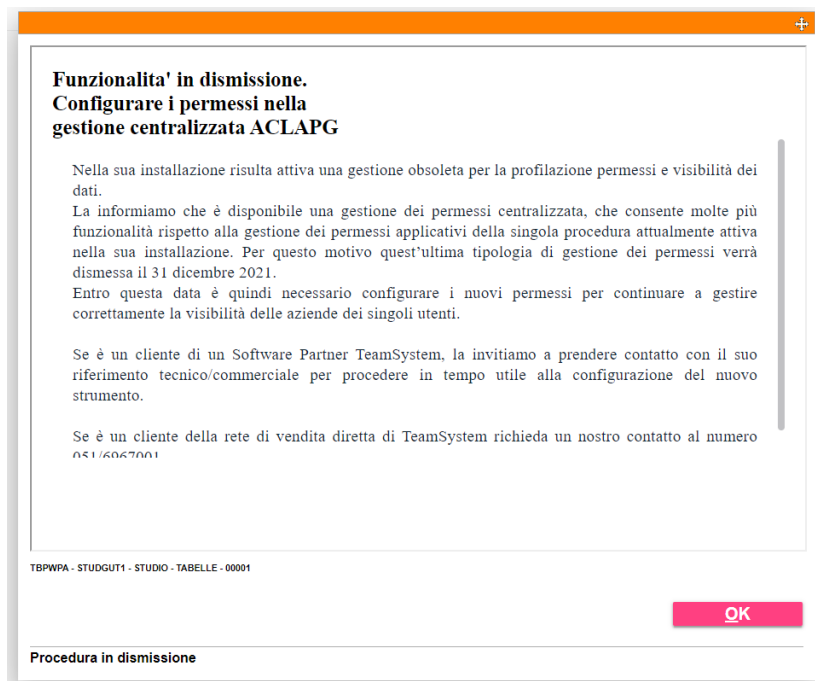 Funzionalita' in dismissione.
Configurare i permessi nella
gestione centralizzata ACLAPG
Nella sua installazione risulta attiva una gestione obsoleta per la profilazione permessi e visibilità dei
dati.
La informiamo che è disponibile una gestione dei permessi centralizzata, che consente molte più
funzionalità rispetto alla gestione dei permessi applicativi della singola procedura attualmente attiva
nella sua installazione. Per questo motivo quest'ultima tipologia di gestione dei permessi verrà
dismessa il 31 dicembre 2021.
Entro questa data è quindi necessario configurare i nuovi permessi per continuare a gestire
correttamente la visibilità delle aziende dei singoli utenti.
Se è un cliente di un Software Partner TeamSystem, la invitiamo a prendere contatto con il suo
riferimento tecnico/commerciale per procedere in tempo utile alla configurazione del nuovo
strumento.
Se è un cliente della rete di vendita diretta di TeamSystem richieda un nostro contatto al numero
051/6967001
TBPWPA - STUDGUT1 - STUDIO - TABELLE - 00001
OK
Procedura in dismissione